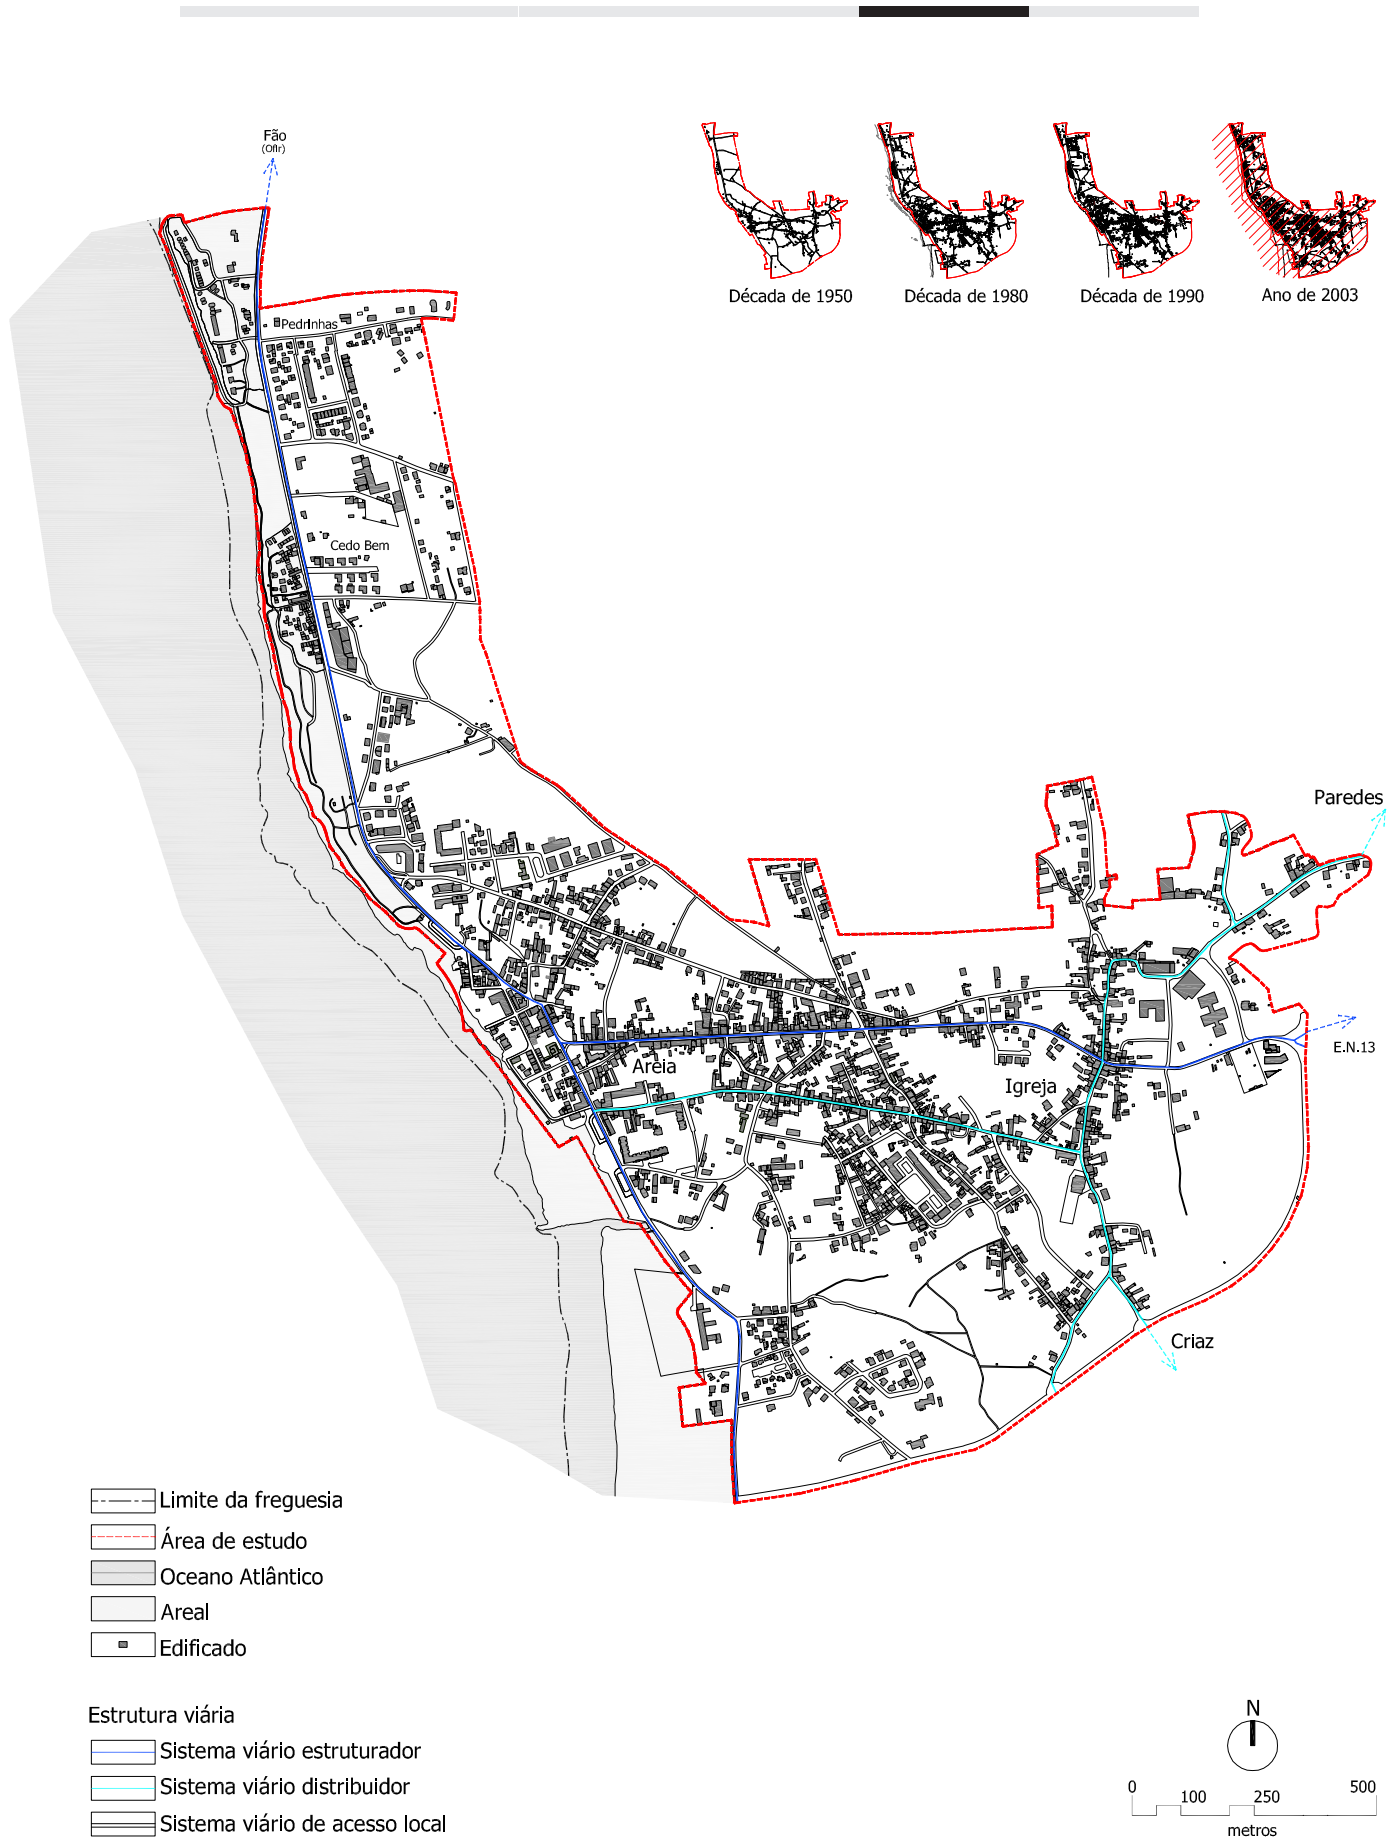 Fão
(Ofir)
Década de 1950
Década de 1980
Década de 1990
Ano de 2003
Pedrinhas
Cedo Bem
Paredes
E.N.13
Areia
Igreja
Criaz
Limite da freguesia
Área de estudo
Oceano Atlântico
Areal
Edificado
Estrutura viária
Sistema viário estruturador
Sistema viário distribuidor
Sistema viário de acesso local
N
0 100 250 500
metros